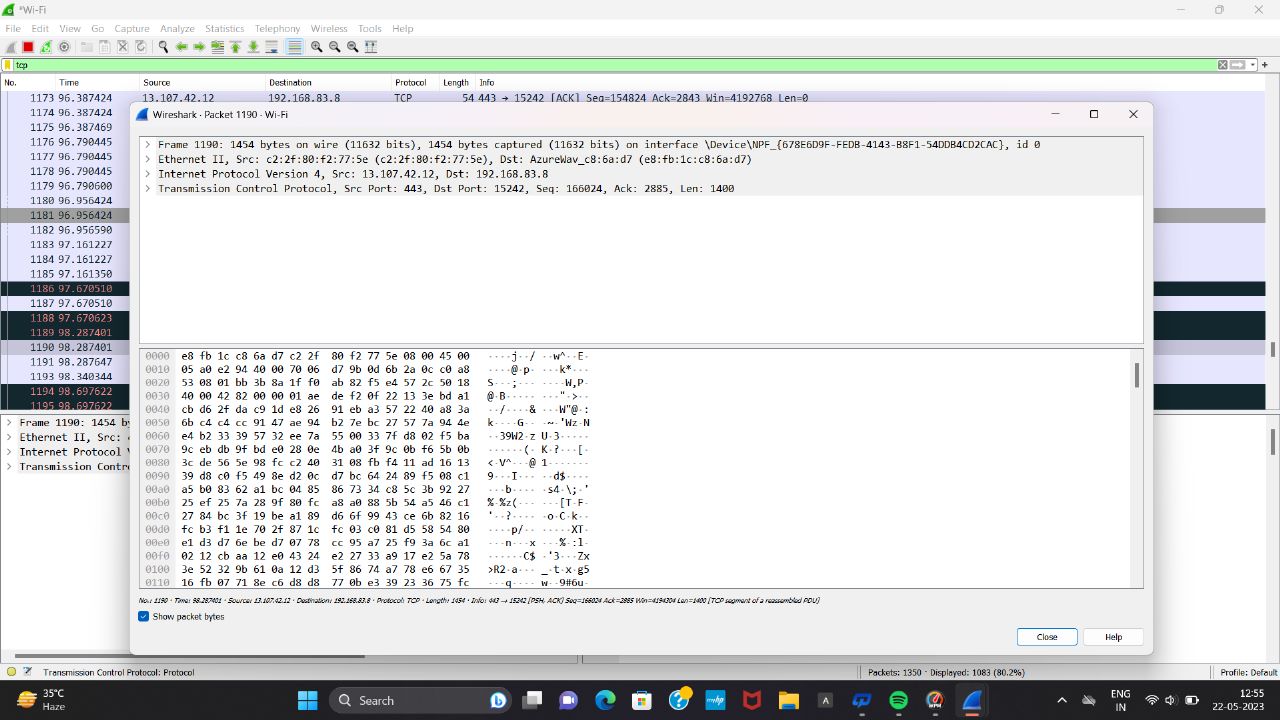 *Wi-Fi
File Edit View Go Capture Analyze Statistics Telephony Wireless Tools Help
tcp
No. Time Source Destination Protocol Length Info
1173 96.387424 13.107.42.12 192.168.83.8 TCP 54 443 → 15242 [ACK] Seq=154824 Ack=2843 Win=4192768 Len=0
1174 96.387424
1175 96.387469
1176 96.790445
1177 96.790445
1178 96.790445
1179 96.790600
1180 96.956424
1181 96.956424
1182 96.956590
1183 97.161227
1184 97.161227
1185 97.161350
1186 97.670510
1187 97.670510
1188 97.670623
1189 98.287401
1190 98.287401
1191 98.287647
1193 98.340344
1194 98.697622
1195 98.697622
Frame 1190: 1454 by
Ethernet II, Src:
Internet Protocol
Transmission Contr
Wireshark · Packet 1190 · Wi-Fi
Frame 1190: 1454 bytes on wire (11632 bits), 1454 bytes captured (11632 bits) on interface \Device\NPF_{678E6D9F-FEDB-4143-B8F1-54DDB4CD2CAC}, id 0
Ethernet II, Src: c2:2f:80:f2:77:5e (c2:2f:80:f2:77:5e), Dst: AzureWav_c8:6a:d7 (e8:fb:1c:c8:6a:d7)
Internet Protocol Version 4, Src: 13.107.42.12, Dst: 192.168.83.8
Transmission Control Protocol, Src Port: 443, Dst Port: 15242, Seq: 166024, Ack: 2885, Len: 1400
0000 e8 fb 1c c8 6a d7 c2 2f 80 f2 77 5e 08 00 45 00 ····j··/ ··w^··E·
0010 05 a0 e2 94 40 00 70 06 d7 9b 0d 6b 2a 0c c0 a8 ····@·p· ···k*···
0020 53 08 01 bb 3b 8a 1f f0 ab 82 f5 e4 57 2c 50 18 S···;··· ····W,P·
0030 40 00 42 82 00 00 01 ae de f2 0f 22 13 3e bd a1 @·B····· ···"·>··
0040 cb d6 2f da c9 1d e8 26 91 eb a3 57 22 40 a8 3a ··/····& ···W"@·:
0050 6b c4 c4 cc 91 47 ae 94 b2 7e bc 27 57 7a 94 4e k····G·· ·~·'Wz·N
0060 e4 b2 33 39 57 32 ee 7a 55 00 33 7f d8 02 f5 ba ··39W2·z U·3·····
0070 9c eb db 9f bd e0 28 0e 4b a0 3f 9c 0b f6 5b 0b ······(· K·?···[·
0080 3c de 56 5e 98 fc c2 40 31 08 fb f4 11 ad 16 13 <·V^···@ 1·······
0090 39 d8 c0 f5 49 8e d2 0c d7 bc 64 24 89 f5 08 c1 9···I··· ··d$····
00a0 a5 b0 83 62 a1 bc 04 85 86 73 34 c8 5c 3b 92 27 ···b···· ·s4·\;·'
00b0 25 ef 25 7a 28 9f 80 fc a8 a0 88 5b 54 a5 46 c1 %·%z(··· ···[T·F·
00c0 27 84 bc 3f 19 be a1 89 d6 6f 99 43 ce 6b 82 16 '··?···· ·o·C·k··
00d0 fc b3 f1 1e 70 2f 87 1c fc 03 c0 81 d5 58 54 80 ····p/·· ·····XT·
00e0 e1 d3 d7 6e be d7 07 78 cc 95 a7 25 f9 3a 6c a1 ···n···x ···%·:l·
00f0 02 12 cb aa 12 e0 43 24 e2 27 33 a9 17 e2 5a 78 ······C$ ·'3···Zx
0100 3e 52 32 9b 61 0a 12 d3 5f 86 74 a7 78 e6 67 35 >R2·a··· _·t·x·g5
0110 16 fb 07 71 8e c6 d8 d8 77 0b e3 39 23 36 75 fc ···q···· w··9#6u·
No.: 1190 · Time: 98.287401 · Source: 13.107.42.12 · Destination: 192.168.83.8 · Protocol: TCP · Length: 1454 · Info: 443 → 15242 [PSH, ACK] Seq=166024 Ack=2885 Win=4194304 Len=1400 [TCP segment of a reassembled PDU]
Show packet bytes
Close Help
Transmission Control Protocol: Protocol
Packets: 1350 · Displayed: 1083 (80.2%)
Profile: Default
35°C
Haze
Search
ENG
IN
12:55
22-05-2023